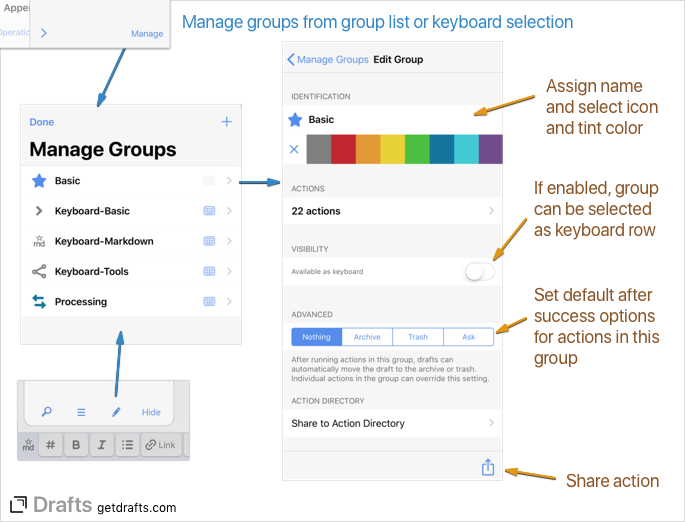 Appen
Operatio
Manage
Manage groups from group list or keyboard selection
Done
Manage Groups
Basic
Keyboard-Basic
md
Keyboard-Markdown
Keyboard-Tools
Processing
Hide
md
#
B
I
Link
Manage Groups
Edit Group
IDENTIFICATION
Basic
ACTIONS
22 actions
VISIBILITY
Available as keyboard
ADVANCED
Nothing
Archive
Trash
Ask
After running actions in this group, drafts can
automatically move the draft to the archive or trash.
Individual actions in the group can override this setting.
ACTION DIRECTORY
Share to Action Directory
Assign name
and select icon
and tint color
If enabled, group
can be selected
as keyboard row
Set default after
success options
for actions in this
group
Share action
Drafts getdrafts.com